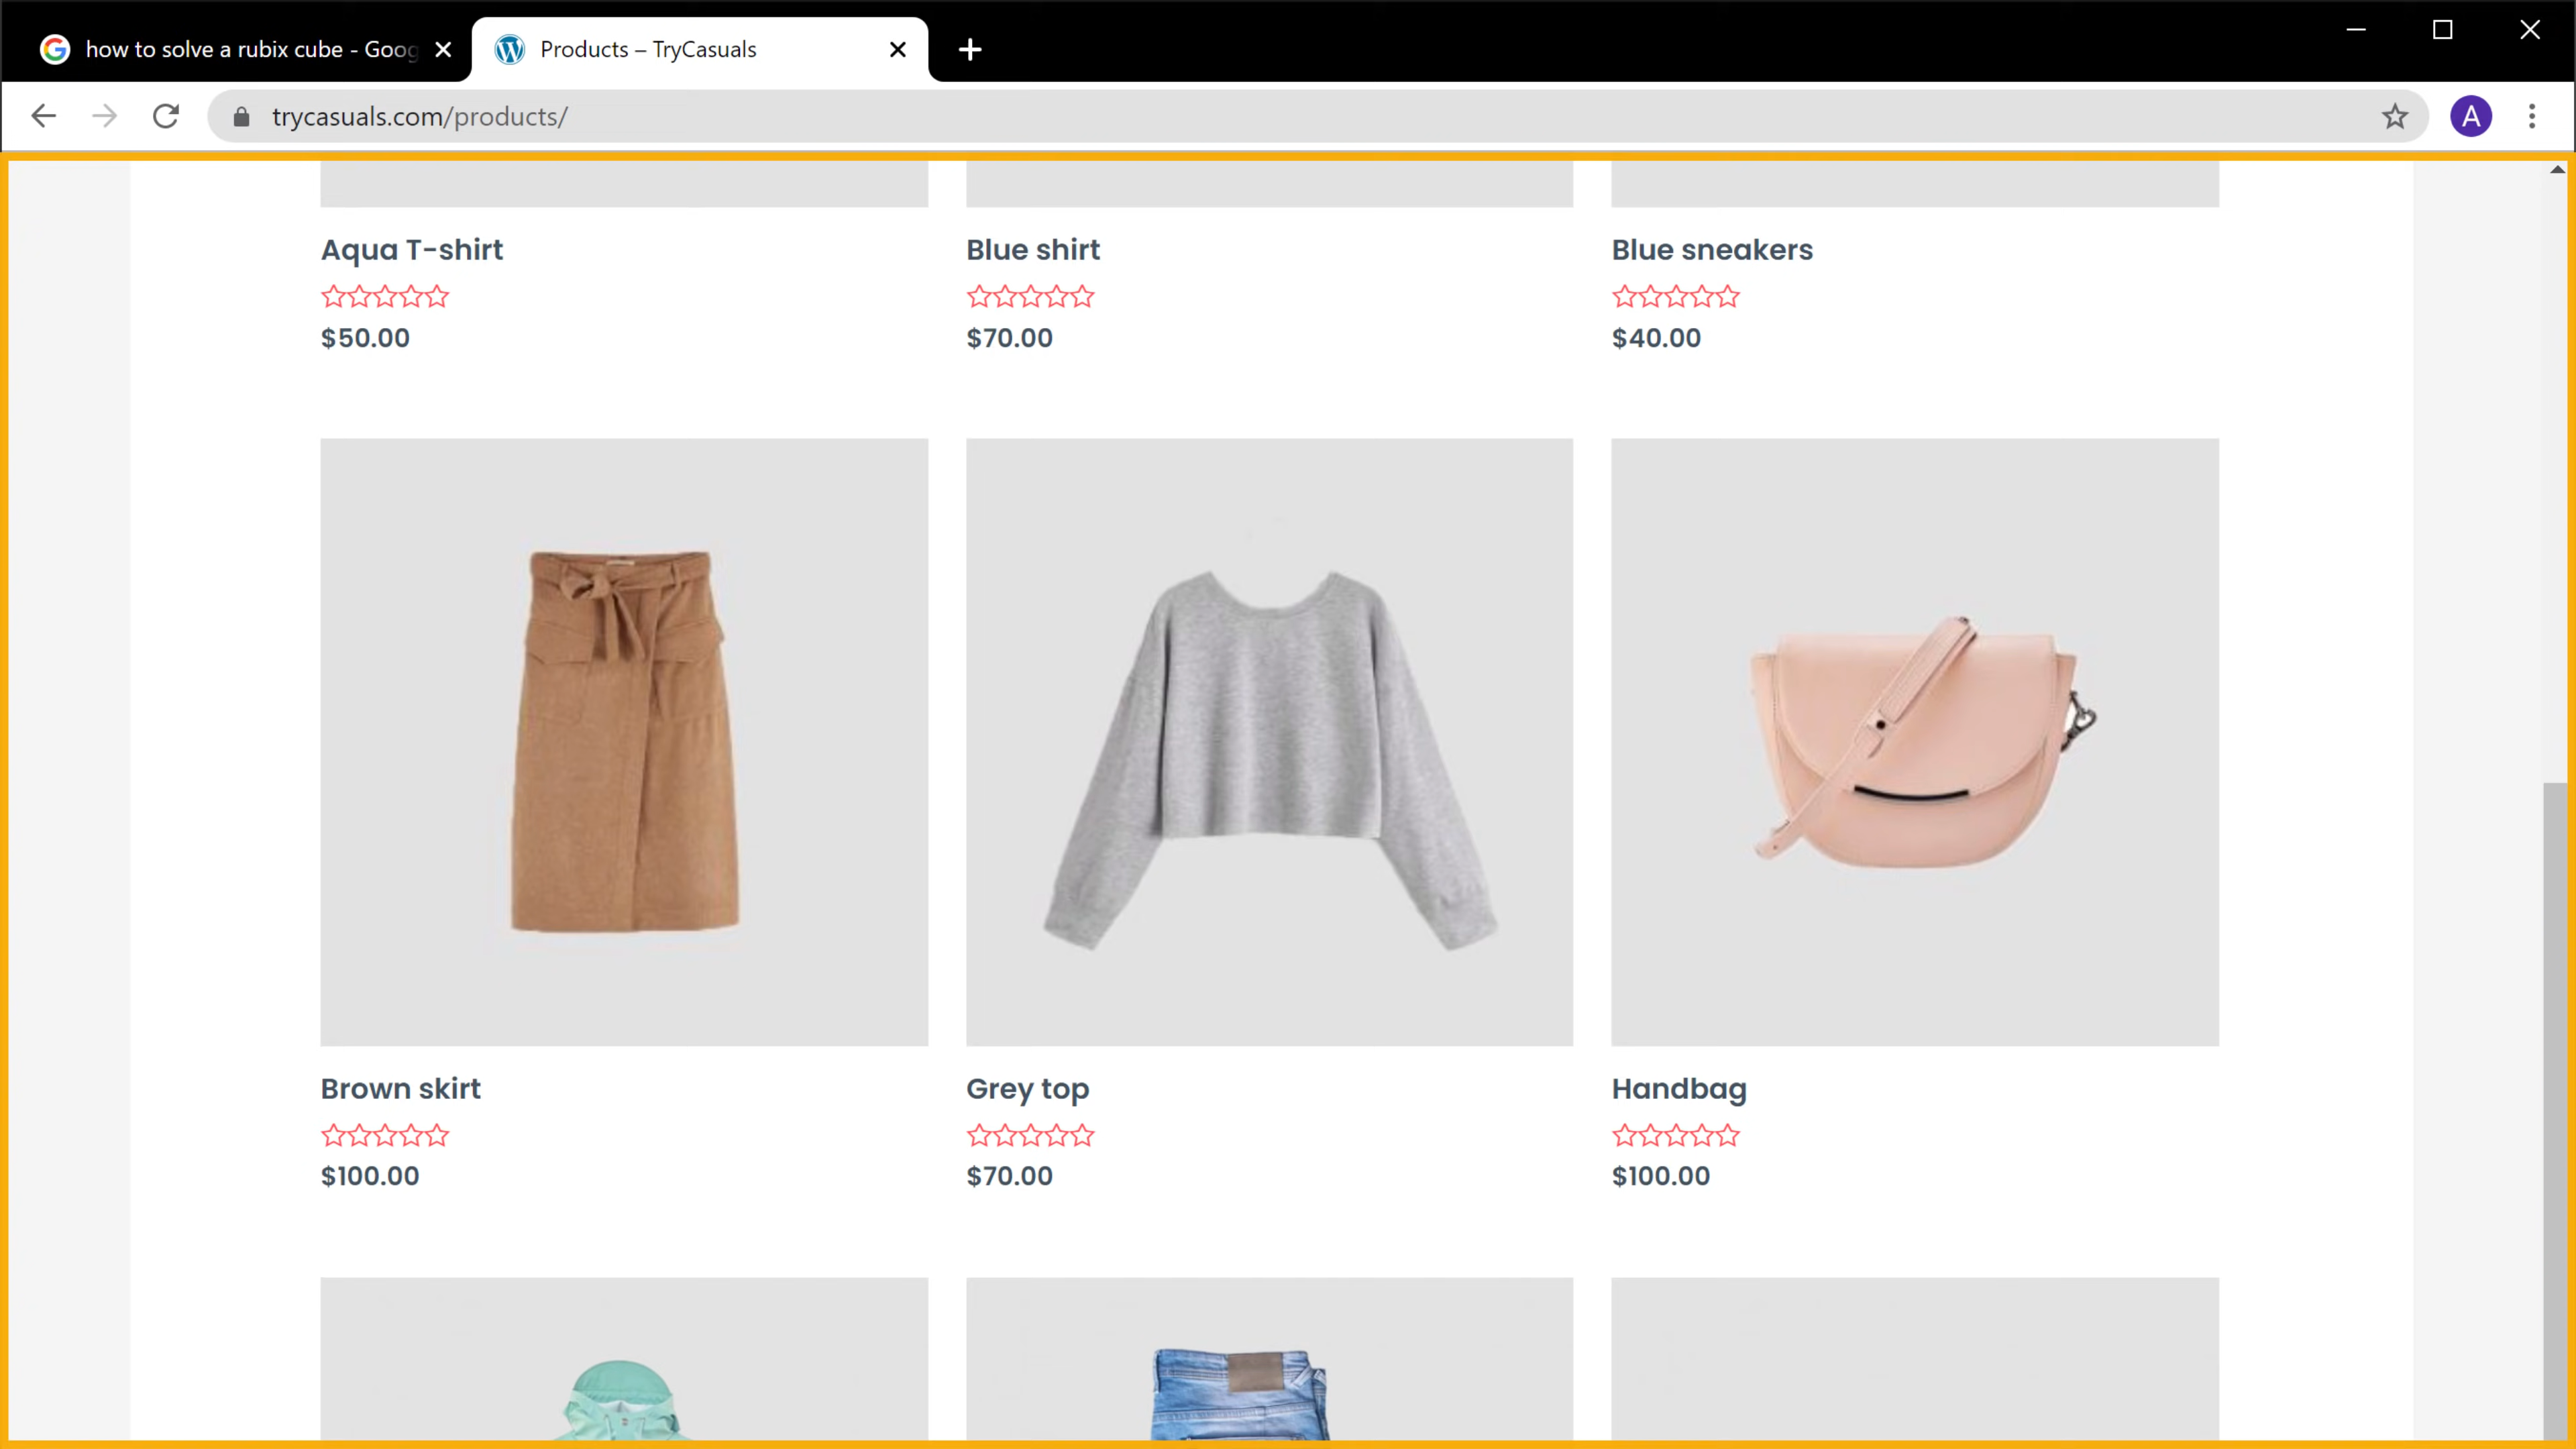 how to solve a rubix cube - Goog
Products – TryCasuals
trycasuals.com/products/
A
Aqua T-shirt
Blue shirt
Blue sneakers
$50.00
$70.00
$40.00
Brown skirt
Grey top
Handbag
$100.00
$70.00
$100.00